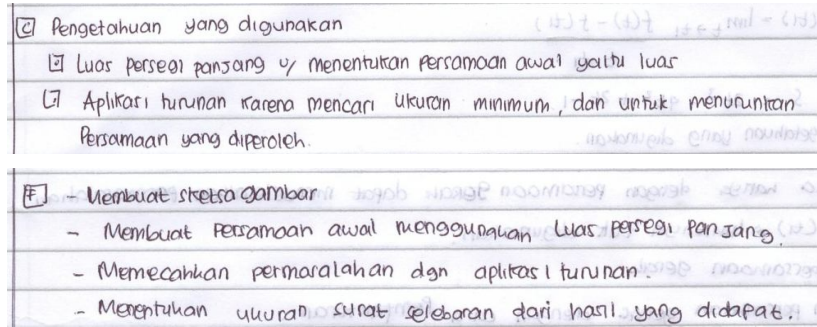 C Pengetahuan yang digunakan
Luas persegi panjang u/ menentukan persamaan awal yaitu luas
Aplikasi turunan karena mencari ukuran minimum, dan untuk menurunkan
Persamaan yang diperoleh.
E - Membuat sketsa gambar
- Membuat persamaan awal menggunakan luas persegi panjang.
- Memecahkan permasalahan dgn aplikasi turunan.
- Menentukan ukuran surat selebaran dari hasil yang didapat.